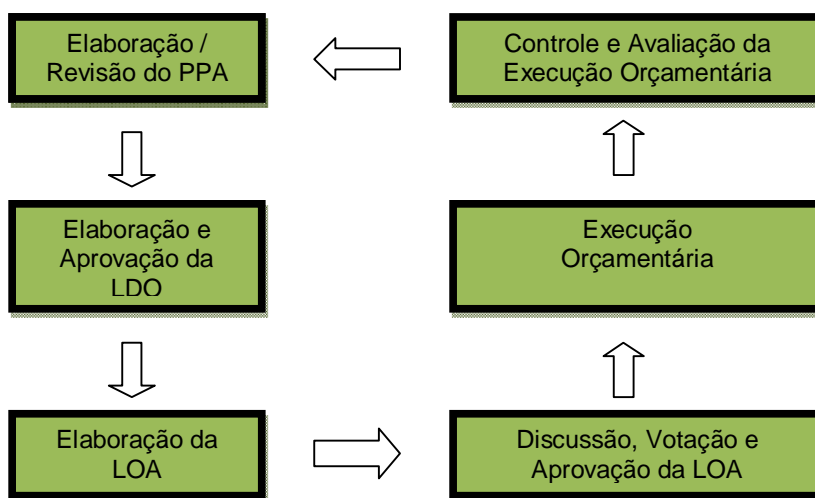 Elaboração /
Revisão do PPA
Controle e Avaliação da
Execução Orçamentária
Elaboração e
Aprovação da
LDO
Execução
Orçamentária
Elaboração da
LOA
Discussão, Votação e
Aprovação da LOA